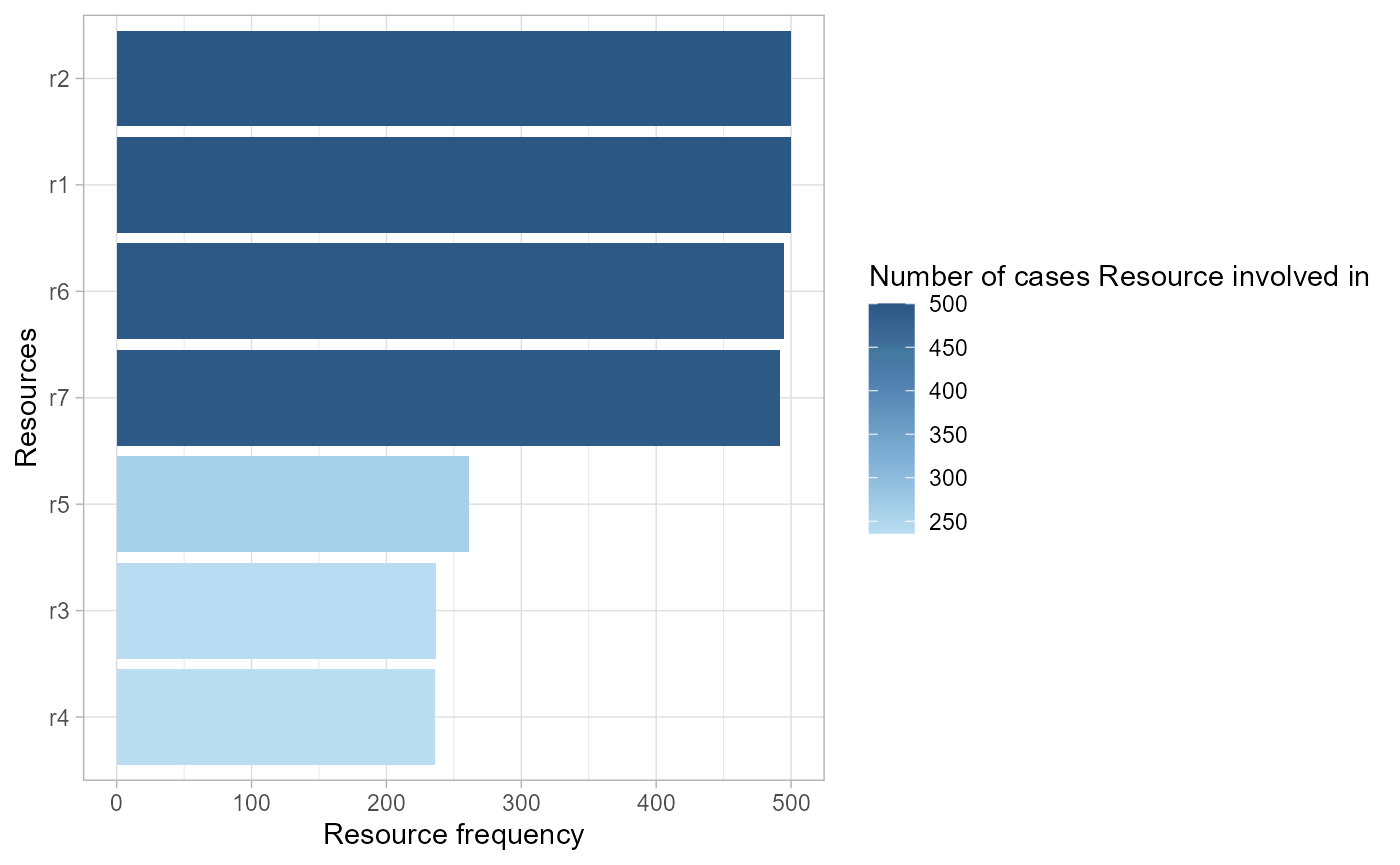 Resources
r2
r1
r6
r7
r5
r3
r4
0 100 200 300 400 500
Resource frequency
Number of cases Resource involved in
500
450
400
350
300
250